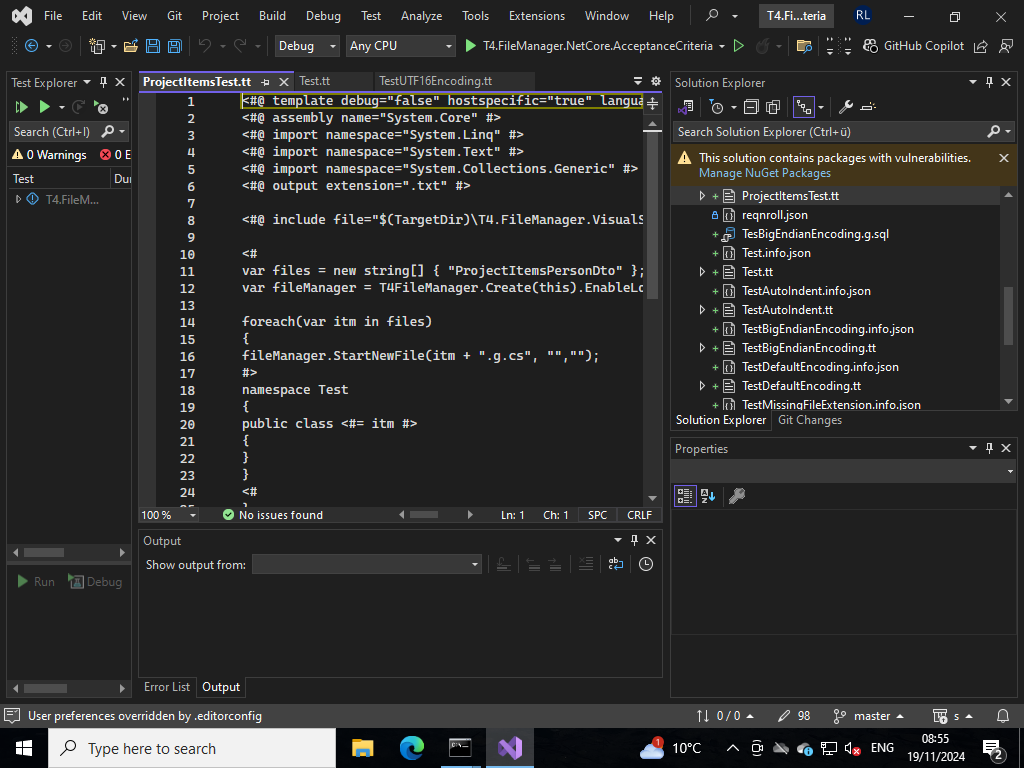 File Edit View Git Project Build Debug Test Analyze Tools Extensions Window Help T4.Fi...teria RL
Debug Any CPU T4.FileManager.NetCore.AcceptanceCriteria GitHub Copilot
Test Explorer
Search (Ctrl+I)
0 Warnings 0 E
Test Du
T4.FileM...
Run Debug
ProjectItemsTest.tt Test.tt TestUTF16Encoding.tt
1 <#@ template debug="false" hostspecific="true" langua
2 <#@ assembly name="System.Core" #>
3 <#@ import namespace="System.Linq" #>
4 <#@ import namespace="System.Text" #>
5 <#@ import namespace="System.Collections.Generic" #>
6 <#@ output extension=".txt" #>
7
8 <#@ include file="$(TargetDir)\T4.FileManager.VisualS
9
10 <#
11 var files = new string[] { "ProjectItemsPersonDto" };
12 var fileManager = T4FileManager.Create(this).EnableLo
13
14 foreach(var itm in files)
15 {
16 fileManager.StartNewFile(itm + ".g.cs", "","");
17 #>
18 namespace Test
19 {
20 public class <#= itm #>
21 {
22 }
23 }
24 <#
100 % No issues found Ln: 1 Ch: 1 SPC CRLF
Output
Show output from:
Error List Output
Solution Explorer
Search Solution Explorer (Ctrl+ü)
This solution contains packages with vulnerabilities.
Manage NuGet Packages
ProjectItemsTest.tt
reqnroll.json
TesBigEndianEncoding.g.sql
Test.info.json
Test.tt
TestAutoIndent.info.json
TestAutoIndent.tt
TestBigEndianEncoding.info.json
TestBigEndianEncoding.tt
TestDefaultEncoding.info.json
TestDefaultEncoding.tt
TestMissingFileExtension.info.json
Solution Explorer Git Changes
Properties
User preferences overridden by .editorconfig 0 / 0 98 master s
Type here to search 1 10°C ENG 08:55
19/11/2024 2